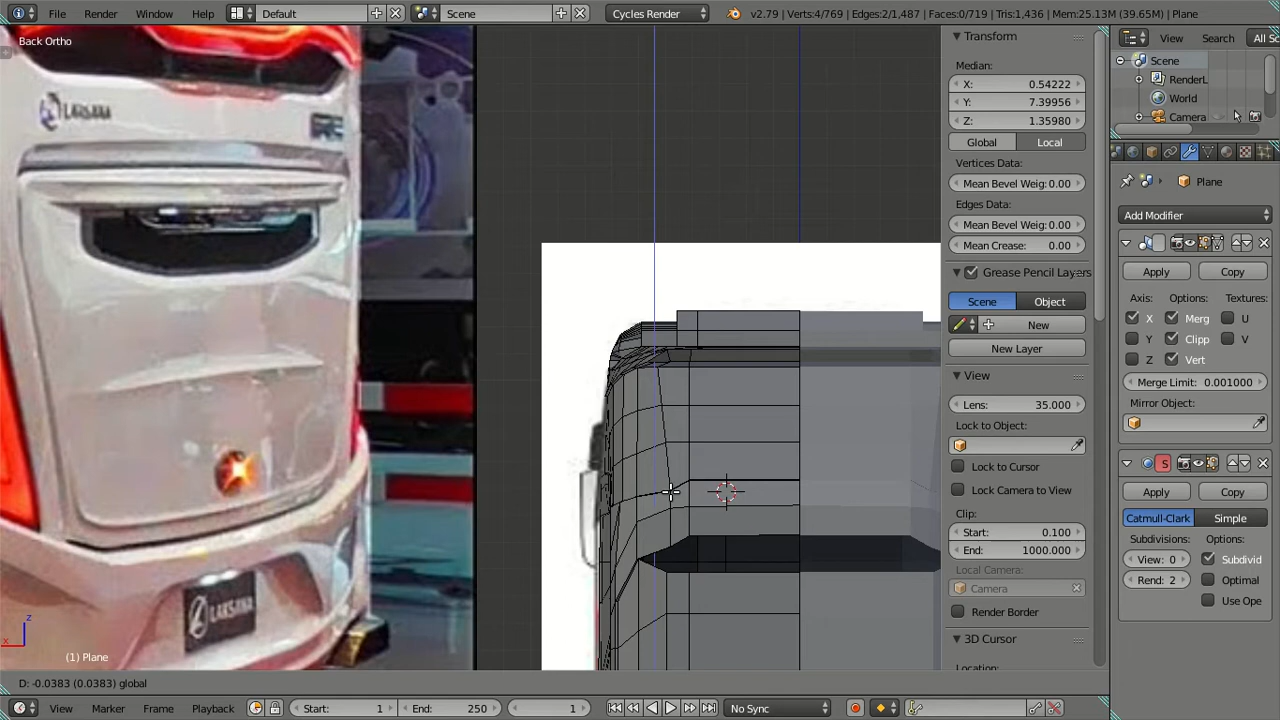 File Render Window Help Default Scene Cycles Render v2.79 | Verts:4/769 | Edges:2/1,487 | Faces:0/719 | Tris:1,436 | Mem:25.13M (39.65M) | Plane
Back Ortho
LAKSANA
LAKSANA
z
x
(1) Plane
D: -0.0383 (0.0383) global
Transform
Median:
X: 0.54222
Y: 7.39956
Z: 1.35980
Global Local
Vertices Data:
Mean Bevel Weig: 0.00
Edges Data:
Mean Bevel Weig: 0.00
Mean Crease: 0.00
Grease Pencil Layers
Scene Object
New
New Layer
View
Lens: 35.000
Lock to Object:
Lock to Cursor
Lock Camera to View
Clip:
Start: 0.100
End: 1000.000
Local Camera:
Camera
Render Border
3D Cursor
Location:
View Search All Sc
Scene
RenderL
World
Camera
Plane
Add Modifier
Apply Copy
Axis: Options: Textures:
X Merg U
Y Clipp V
Z Vert
Merge Limit: 0.001000
Mirror Object:
S
Apply Copy
Catmull-Clark Simple
Subdivisions: Options:
View: 0 Subdivid
Rend: 2 Optimal
Use Ope
View Marker Frame Playback Start: 1 End: 250 1 No Sync